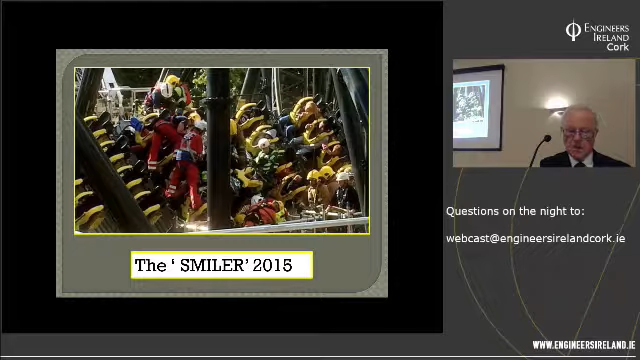 ENGINEERS
IRELAND
Cork
The ‘ SMILER’ 2015
Questions on the night to:
webcast@engineersirelandcork.ie
WWW.ENGINEERSIRELAND.IE